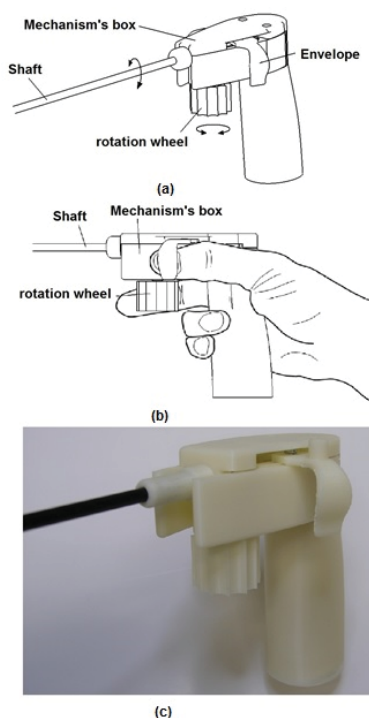 Mechanism's box
Shaft
Envelope
rotation wheel
(a)
Shaft
Mechanism's box
rotation wheel
(b)
(c)